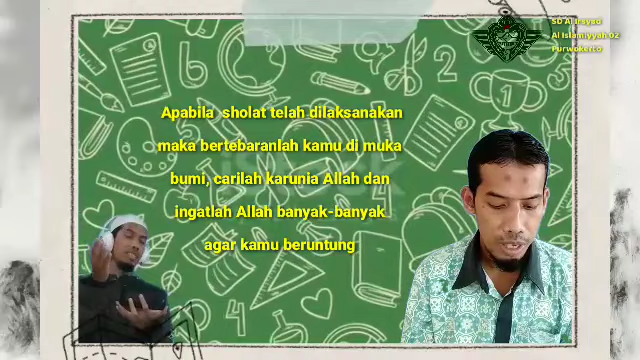 SD Al Irsyad
Al Islamiyyah 02
Purwokerto
Apabila sholat telah dilaksanakan
maka bertebaranlah kamu di muka
bumi, carilah karunia Allah dan
ingatlah Allah banyak-banyak
agar kamu beruntung